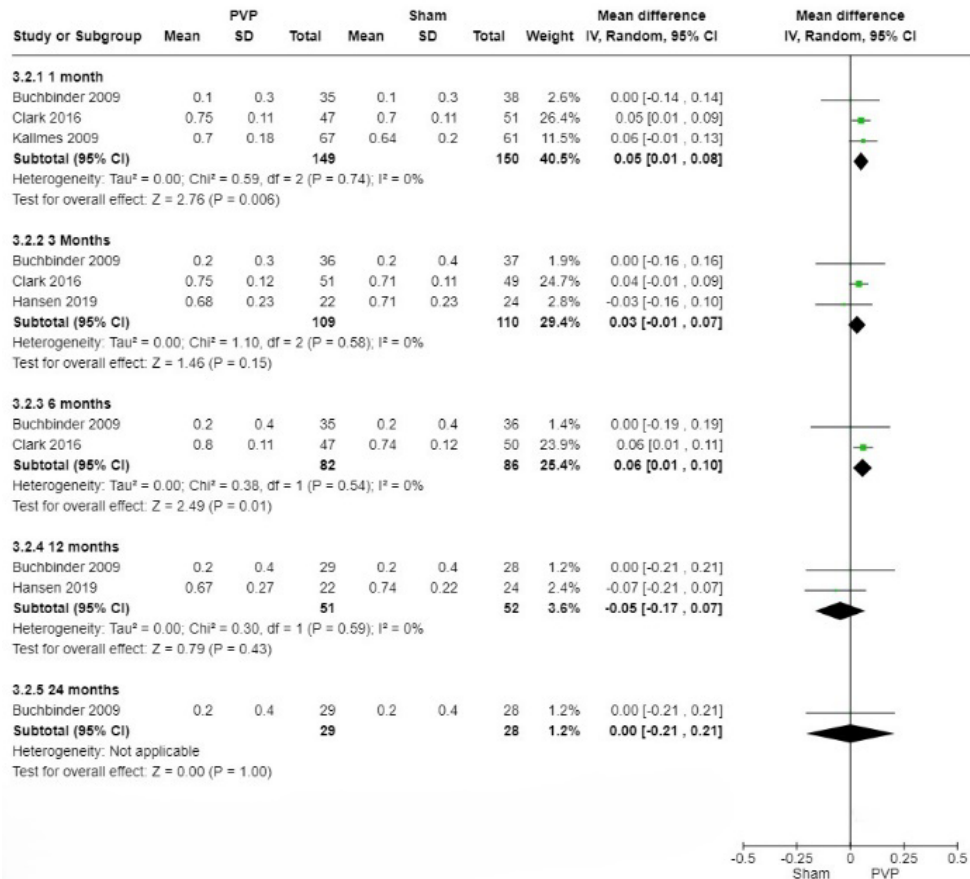 PVP Sham Mean difference Mean difference
Study or Subgroup Mean SD Total Mean SD Total Weight IV, Random, 95% CI IV, Random, 95% CI
3.2.1 1 month
Buchbinder 2009 0.1 0.3 35 0.1 0.3 38 2.6% 0.00 [-0.14 , 0.14]
Clark 2016 0.75 0.11 47 0.7 0.11 51 26.4% 0.05 [0.01 , 0.09]
Kallmes 2009 0.7 0.18 67 0.64 0.2 61 11.5% 0.06 [-0.01 , 0.13]
Subtotal (95% CI) 149 150 40.5% 0.05 [0.01 , 0.08]
Heterogeneity: Tau² = 0.00; Chi² = 0.59, df = 2 (P = 0.74); I² = 0%
Test for overall effect: Z = 2.76 (P = 0.006)
3.2.2 3 Months
Buchbinder 2009 0.2 0.3 36 0.2 0.4 37 1.9% 0.00 [-0.16 , 0.16]
Clark 2016 0.75 0.12 51 0.71 0.11 49 24.7% 0.04 [-0.01 , 0.09]
Hansen 2019 0.68 0.23 22 0.71 0.23 24 2.8% -0.03 [-0.16 , 0.10]
Subtotal (95% CI) 109 110 29.4% 0.03 [-0.01 , 0.07]
Heterogeneity: Tau² = 0.00; Chi² = 1.10, df = 2 (P = 0.58); I² = 0%
Test for overall effect: Z = 1.46 (P = 0.15)
3.2.3 6 months
Buchbinder 2009 0.2 0.4 35 0.2 0.4 36 1.4% 0.00 [-0.19 , 0.19]
Clark 2016 0.8 0.11 47 0.74 0.12 50 23.9% 0.06 [0.01 , 0.11]
Subtotal (95% CI) 82 86 25.4% 0.06 [0.01 , 0.10]
Heterogeneity: Tau² = 0.00; Chi² = 0.38, df = 1 (P = 0.54); I² = 0%
Test for overall effect: Z = 2.49 (P = 0.01)
3.2.4 12 months
Buchbinder 2009 0.2 0.4 29 0.2 0.4 28 1.2% 0.00 [-0.21 , 0.21]
Hansen 2019 0.67 0.27 22 0.74 0.22 24 2.4% -0.07 [-0.21 , 0.07]
Subtotal (95% CI) 51 52 3.6% -0.05 [-0.17 , 0.07]
Heterogeneity: Tau² = 0.00; Chi² = 0.30, df = 1 (P = 0.59); I² = 0%
Test for overall effect: Z = 0.79 (P = 0.43)
3.2.5 24 months
Buchbinder 2009 0.2 0.4 29 0.2 0.4 28 1.2% 0.00 [-0.21 , 0.21]
Subtotal (95% CI) 29 28 1.2% 0.00 [-0.21 , 0.21]
Heterogeneity: Not applicable
Test for overall effect: Z = 0.00 (P = 1.00)
-0.5 -0.25 0 0.25 0.5
Sham PVP